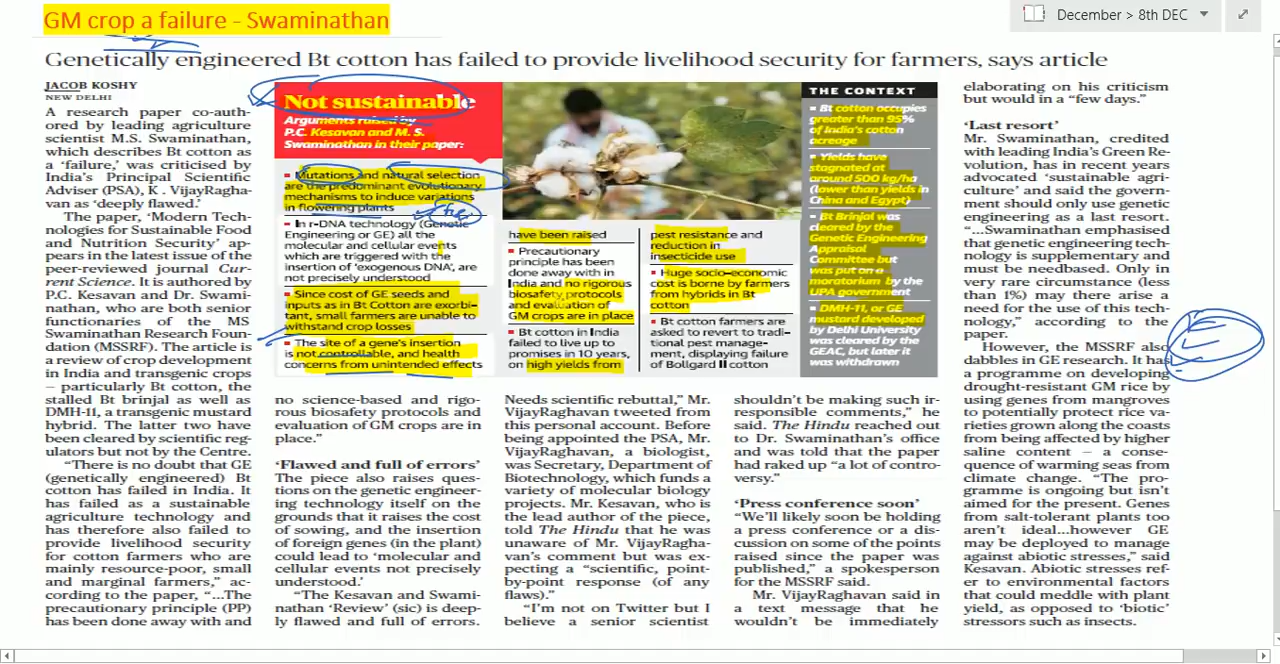 GM crop a failure - Swaminathan
December > 8th DEC
Genetically engineered Bt cotton has failed to provide livelihood security for farmers, says article
JACOB KOSHY
NEW DELHI
A research paper co-auth-
ored by leading agriculture
scientist M.S. Swaminathan,
which describes Bt cotton as
a ‘failure,’ was criticised by
India’s Principal Scientific
Adviser (PSA), K . VijayRagha-
van as ‘deeply flawed.’
The paper, ‘Modern Tech-
nologies for Sustainable Food
and Nutrition Security’ ap-
pears in the latest issue of the
peer-reviewed journal Cur-
rent Science. It is authored by
P.C. Kesavan and Dr. Swami-
nathan, who are both senior
functionaries of the MS
Swaminathan Research Foun-
dation (MSSRF). The article is
a review of crop development
in India and transgenic crops
– particularly Bt cotton, the
stalled Bt brinjal as well as
DMH-11, a transgenic mustard
hybrid. The latter two have
been cleared by scientific reg-
ulators but not by the Centre.
“There is no doubt that GE
(genetically engineered) Bt
cotton has failed in India. It
has failed as a sustainable
agriculture technology and
has therefore also failed to
provide livelihood security
for cotton farmers who are
mainly resource-poor, small
and marginal farmers,” ac-
cording to the paper, “...The
precautionary principle (PP)
has been done away with and
Not sustainable
Arguments raised by
P.C. Kesavan and M. S.
Swaminathan in their paper:
▪ Mutations and natural selection
are the predominant evolutionary
mechanisms to induce variations
in flowering plants
▪ In r-DNA technology (Genetic
Engineering or GE) all the
molecular and cellular events
which are triggered with the
insertion of ‘exogenous DNA’, are
not precisely understood
▪ Since cost of GE seeds and
inputs as in Bt Cotton are exorbi-
tant, small farmers are unable to
withstand crop losses
▪ The site of a gene’s insertion
is not controllable, and health
concerns from unintended effects
have been raised
▪ Precautionary
principle has been
done away with in
India and no rigorous
biosafety protocols
and evaluation of
GM crops are in place
▪ Bt cotton in India
failed to live up to
promises in 10 years,
on high yields from
pest resistance and
reduction in
insecticide use
▪ Huge socio-economic
cost is borne by farmers
from hybrids in Bt
cotton
▪ Bt cotton farmers are
asked to revert to tradi-
tional pest manage-
ment, displaying failure
of Bollgard II cotton
THE CONTEXT
▪ Bt cotton occupies
greater than 95%
of India’s cotton
acreage
▪ Yields have
stagnated at
around 500 kg/ha
(lower than yields in
China and Egypt)
▪ Bt Brinjal was
cleared by the
Genetic Engineering
Appraisal
Committee but
was put on a
moratorium by the
UPA government
▪ DMH-11, or GE
mustard developed
by Delhi University
was cleared by the
GEAC, but later it
was withdrawn
no science-based and rigo-
rous biosafety protocols and
evaluation of GM crops are in
place.”
‘Flawed and full of errors’
The piece also raises ques-
tions on the genetic engineer-
ing technology itself on the
grounds that it raises the cost
of sowing, and the insertion
of foreign genes (in the plant)
could lead to ‘molecular and
cellular events not precisely
understood.’
“The Kesavan and Swami-
nathan ‘Review’ (sic) is deep-
ly flawed and full of errors.
Needs scientific rebuttal,” Mr.
VijayRaghavan tweeted from
this personal account. Before
being appointed the PSA, Mr.
VijayRaghavan, a biologist,
was Secretary, Department of
Biotechnology, which funds a
variety of molecular biology
projects. Mr. Kesavan, who is
the lead author of the piece,
told The Hindu that he was
unaware of Mr. VijayRagha-
van’s comment but was ex-
pecting a “scientific, point-
by-point response (of any
flaws).”
“I’m not on Twitter but I
believe a senior scientist
shouldn’t be making such ir-
responsible comments,” he
said. The Hindu reached out
to Dr. Swaminathan’s office
and was told that the paper
had raked up “a lot of contro-
versy.”
‘Press conference soon’
“We’ll likely soon be holding
a press conference or a dis-
cussion on some of the points
raised since the paper was
published,” a spokesperson
for the MSSRF said.
Mr. VijayRaghavan said in
a text message that he
wouldn’t be immediately
elaborating on his criticism
but would in a “few days.”
‘Last resort’
Mr. Swaminathan, credited
with leading India’s Green Re-
volution, has in recent years
advocated ‘sustainable agri-
culture’ and said the govern-
ment should only use genetic
engineering as a last resort.
“...Swaminathan emphasised
that genetic engineering tech-
nology is supplementary and
must be needbased. Only in
very rare circumstance (less
than 1%) may there arise a
need for the use of this tech-
nology,” according to the
paper.
However, the MSSRF also
dabbles in GE research. It has
a programme on developing
drought-resistant GM rice by
using genes from mangroves
to potentially protect rice va-
rieties grown along the coasts
from being affected by higher
saline content – a conse-
quence of warming seas from
climate change. “The pro-
gramme is ongoing but isn’t
aimed for the present. Genes
from salt-tolerant plants too
aren’t ideal...however GE
may be deployed to manage
against abiotic stresses,” said
Kesavan. Abiotic stresses ref-
er to environmental factors
that could meddle with plant
yield, as opposed to ‘biotic’
stressors such as insects.